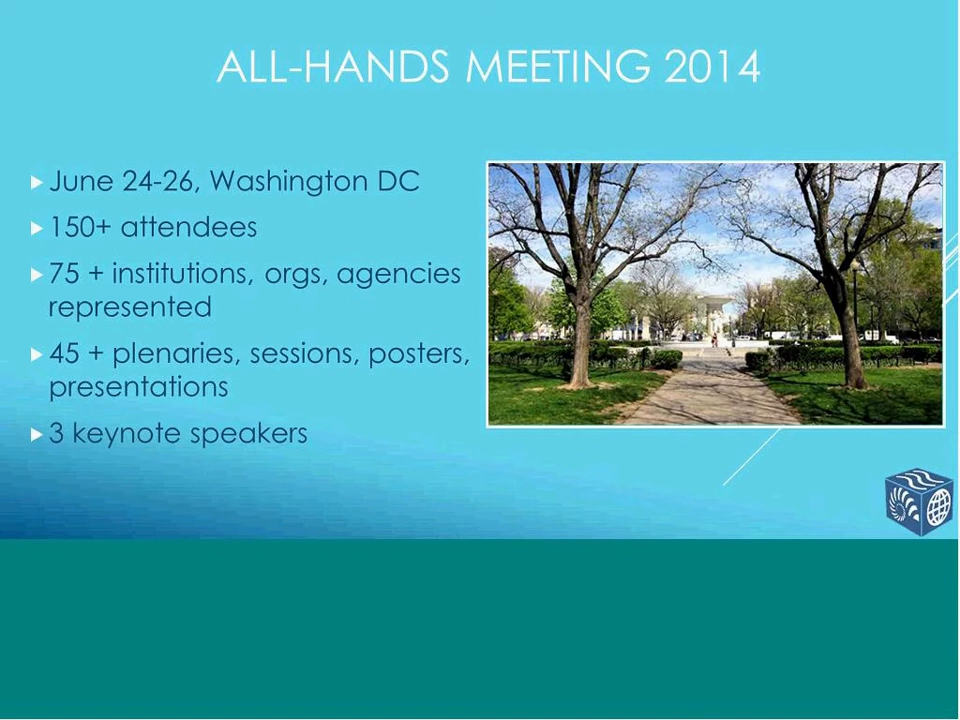 ALL-HANDS MEETING 2014
June 24-26, Washington DC
150+ attendees
75 + institutions, orgs, agencies
represented
45 + plenaries, sessions, posters,
presentations
3 keynote speakers